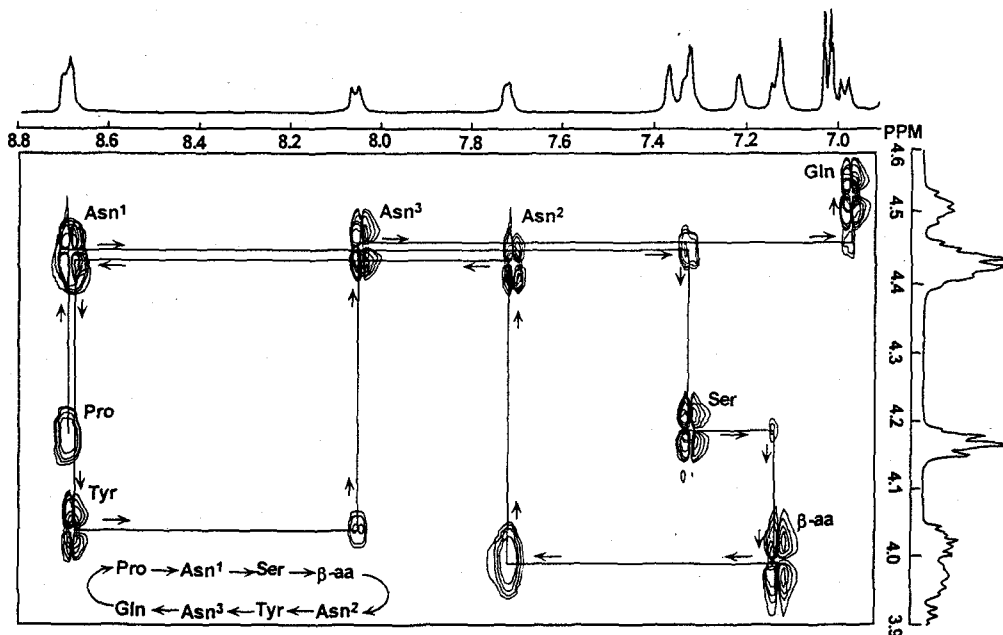 8.8 8.6 8.4 8.2 8.0 7.8 7.6 7.4 7.2 7.0 PPM
4.6
4.5
4.4
4.3
4.2
4.1
4.0
3.9
Gln
Asn¹ Asn³ Asn²
Pro Ser
Tyr β-aa
Pro→Asn¹→Ser→β-aa
Gln←Asn³←Tyr←Asn²